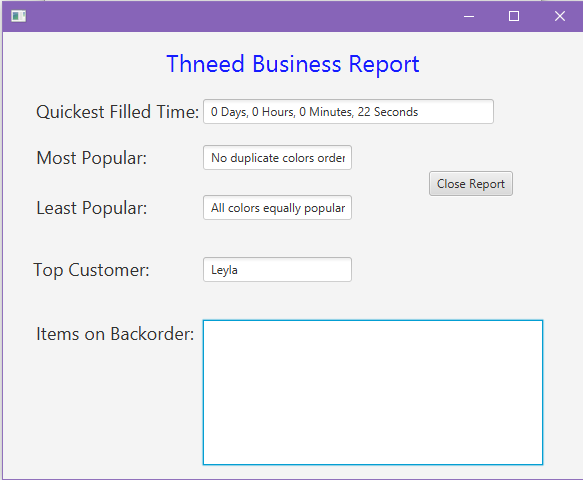 Thneed Business Report
Quickest Filled Time: 0 Days, 0 Hours, 0 Minutes, 22 Seconds
Most Popular: No duplicate colors order
Close Report
Least Popular: All colors equally popular
Top Customer: Leyla
Items on Backorder: